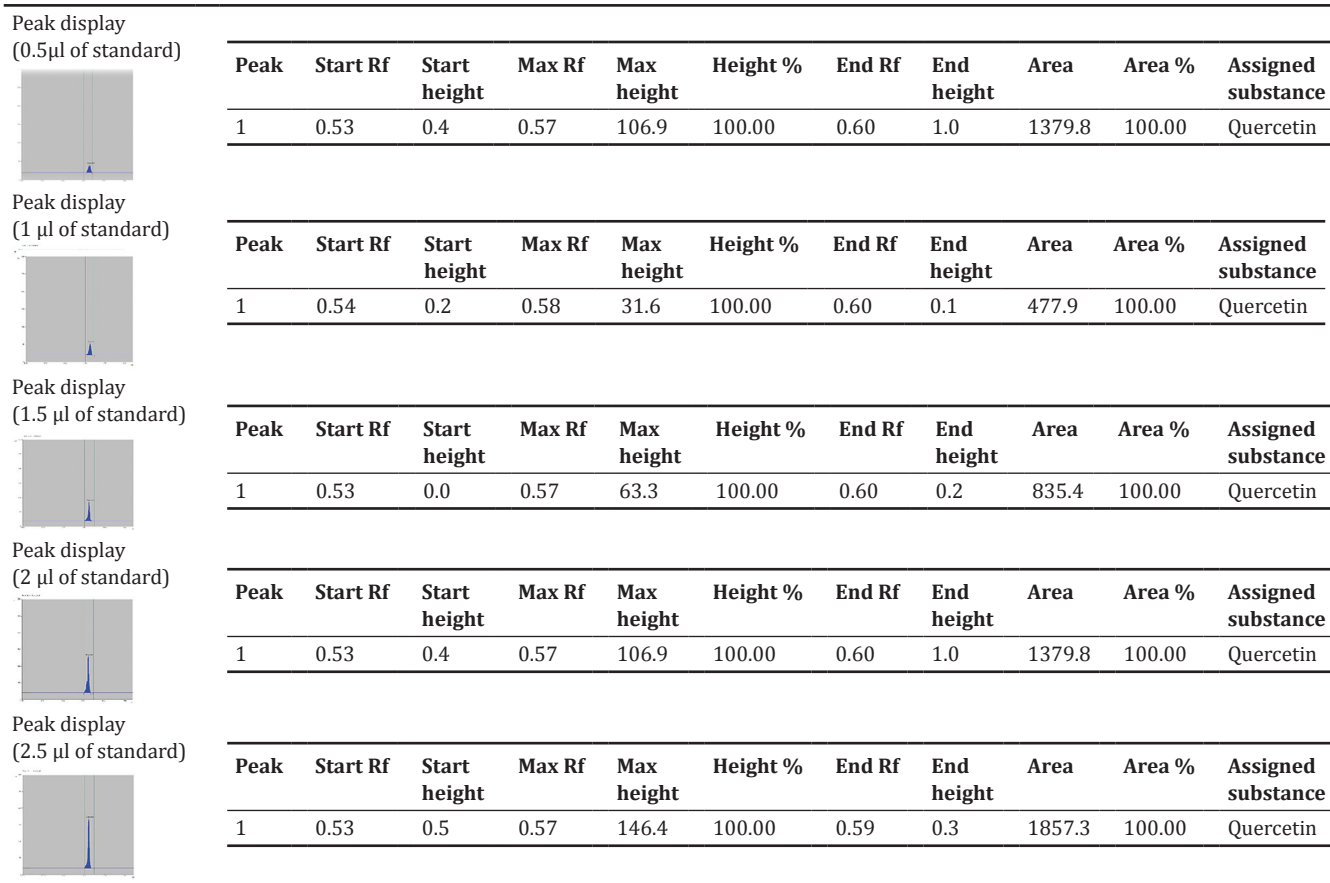 Peak display
(0.5µl of standard)
Peak Start Rf Start height Max Rf Max height Height % End Rf End height Area Area % Assigned substance
1 0.53 0.4 0.57 106.9 100.00 0.60 1.0 1379.8 100.00 Quercetin
Peak display
(1 µl of standard)
Peak Start Rf Start height Max Rf Max height Height % End Rf End height Area Area % Assigned substance
1 0.54 0.2 0.58 31.6 100.00 0.60 0.1 477.9 100.00 Quercetin
Peak display
(1.5 µl of standard)
Peak Start Rf Start height Max Rf Max height Height % End Rf End height Area Area % Assigned substance
1 0.53 0.0 0.57 63.3 100.00 0.60 0.2 835.4 100.00 Quercetin
Peak display
(2 µl of standard)
Peak Start Rf Start height Max Rf Max height Height % End Rf End height Area Area % Assigned substance
1 0.53 0.4 0.57 106.9 100.00 0.60 1.0 1379.8 100.00 Quercetin
Peak display
(2.5 µl of standard)
Peak Start Rf Start height Max Rf Max height Height % End Rf End height Area Area % Assigned substance
1 0.53 0.5 0.57 146.4 100.00 0.59 0.3 1857.3 100.00 Quercetin